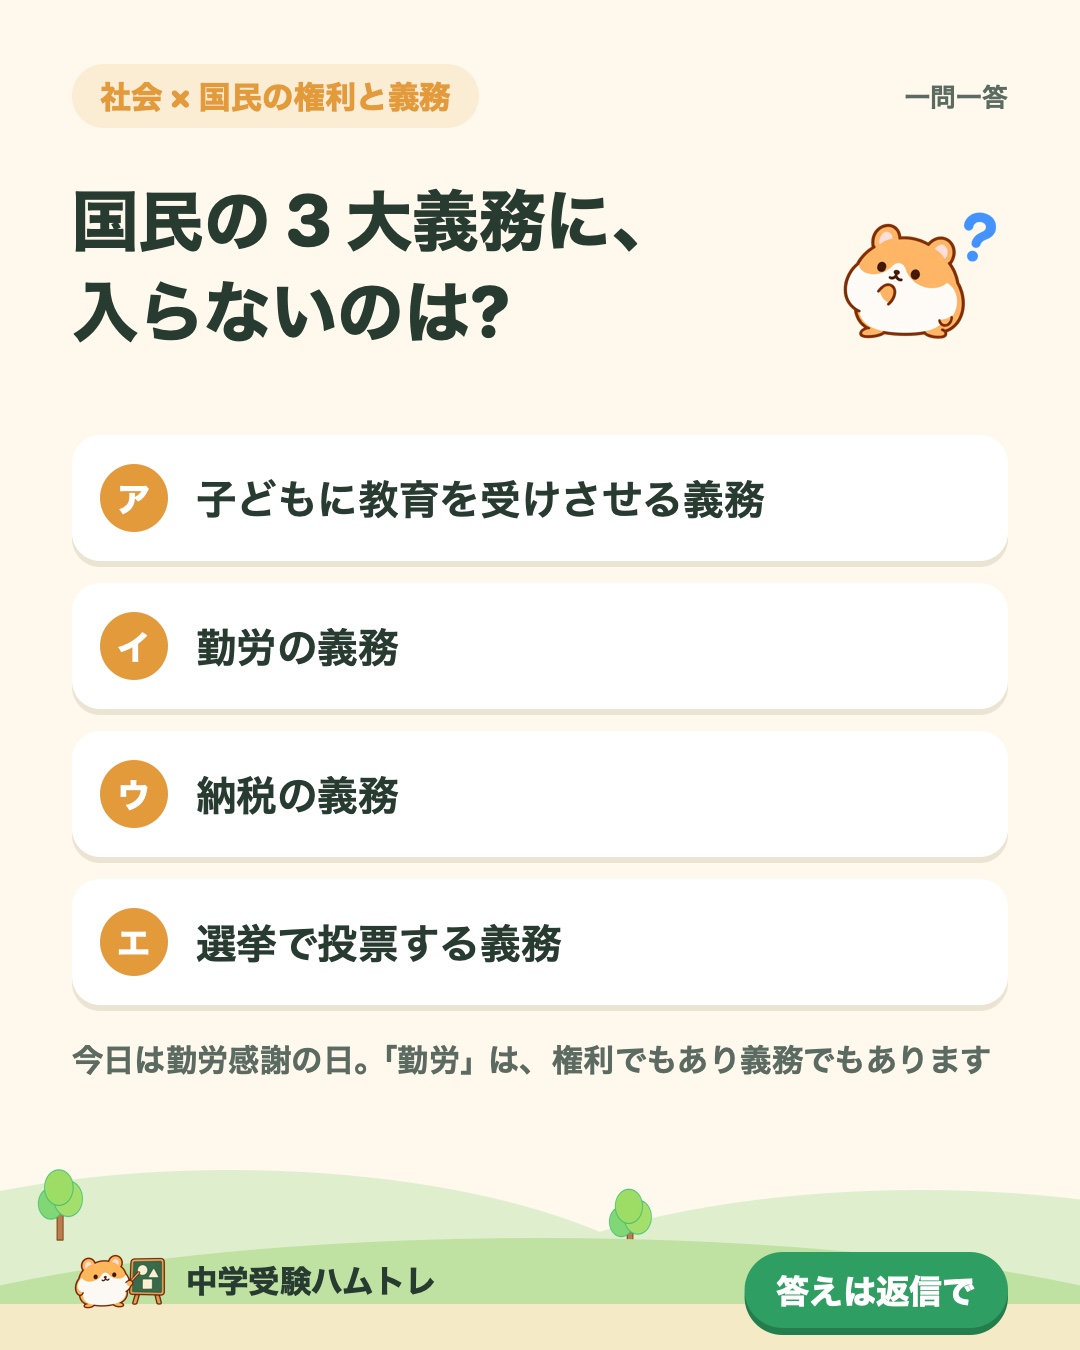 社会 × 国民の権利と義務
一問一答
国民の3大義務に、
入らないのは?
?
ア 子どもに教育を受けさせる義務
イ 勤労の義務
ウ 納税の義務
エ 選挙で投票する義務
今日は勤労感謝の日。「勤労」は、権利でもあり義務でもあります
中学受験ハムトレ
答えは返信で